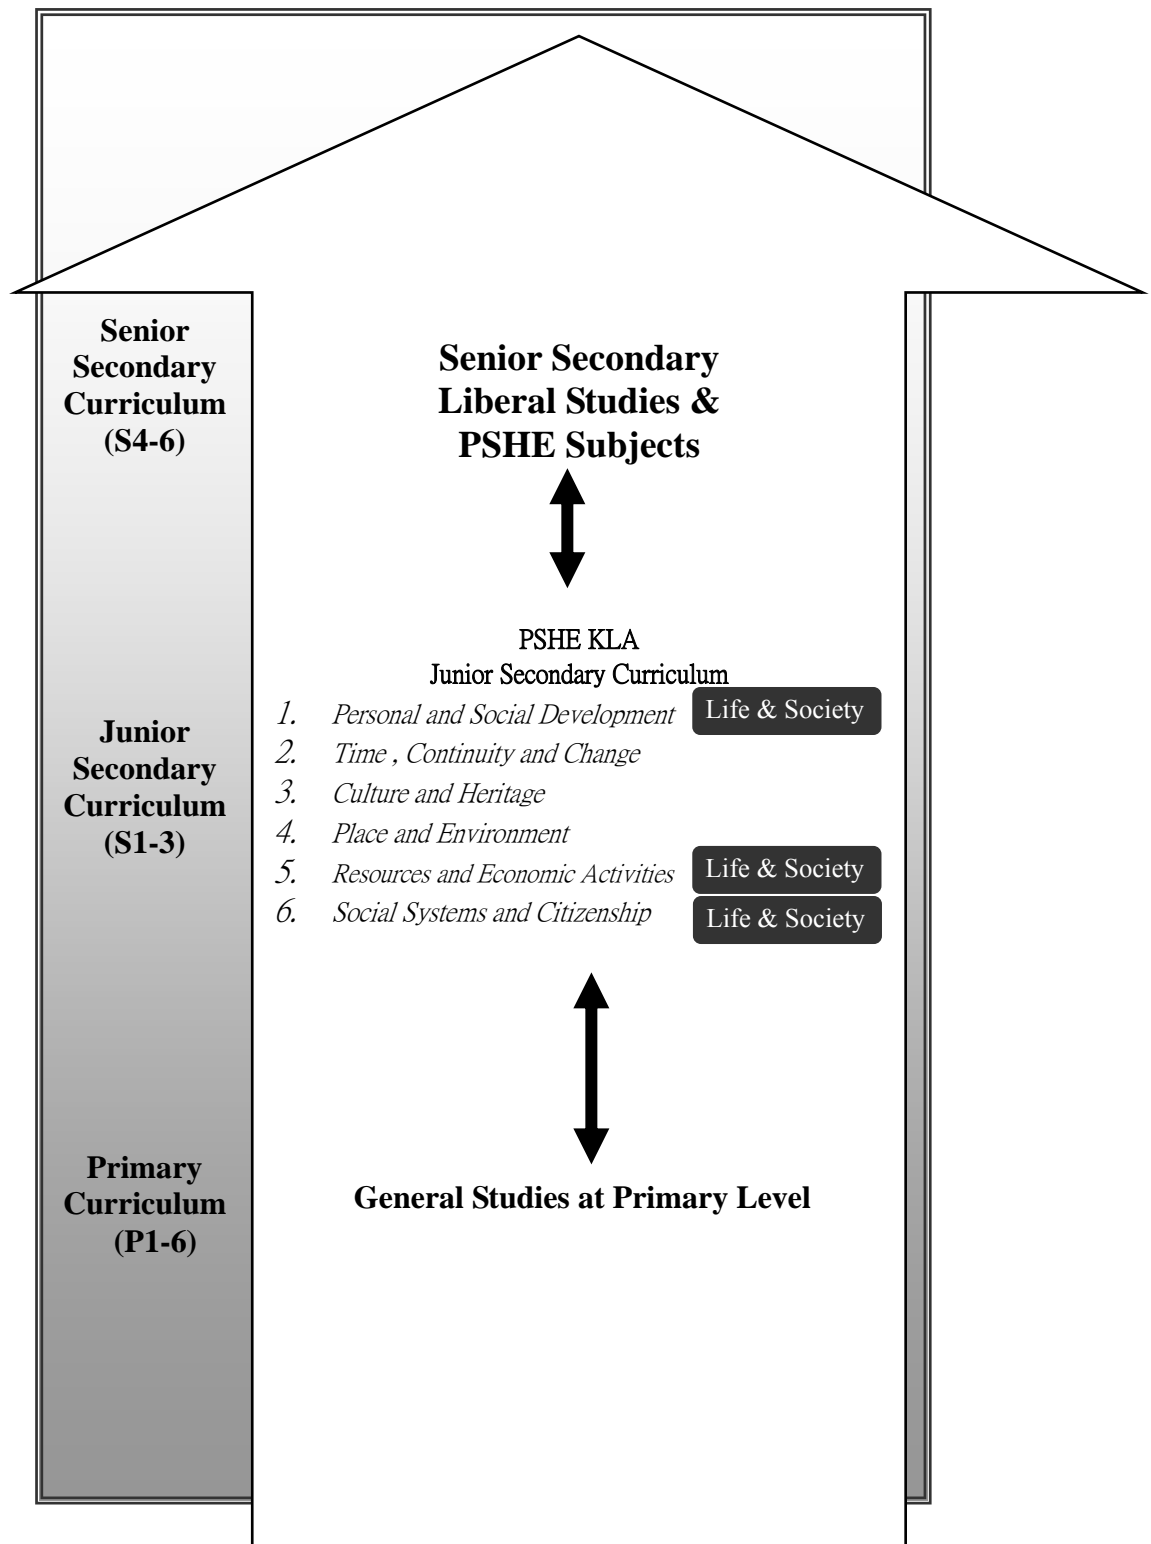 Senior
Secondary
Curriculum
(S4-6)
Senior Secondary
Liberal Studies &
PSHE Subjects
PSHE KLA
Junior Secondary Curriculum
Junior
Secondary
Curriculum
(S1-3)
1. Personal and Social Development Life & Society
2. Time , Continuity and Change
3. Culture and Heritage
4. Place and Environment
5. Resources and Economic Activities Life & Society
6. Social Systems and Citizenship Life & Society
Primary
Curriculum
(P1-6)
General Studies at Primary Level